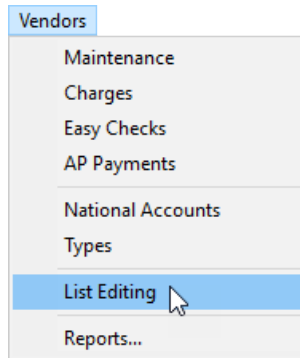 Vendors
Maintenance
Charges
Easy Checks
AP Payments
National Accounts
Types
List Editing
Reports...